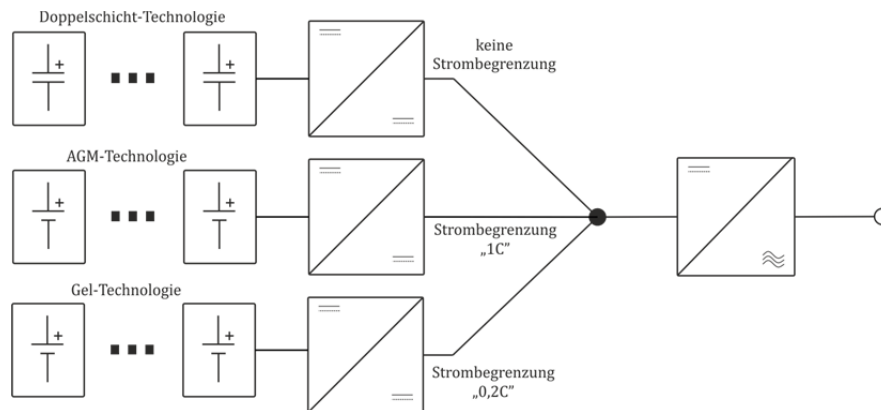 Doppelschicht-Technologie
keine
Strombegrenzung
AGM-Technologie
Strombegrenzung
„1C”
Gel-Technologie
Strombegrenzung
„0,2C”